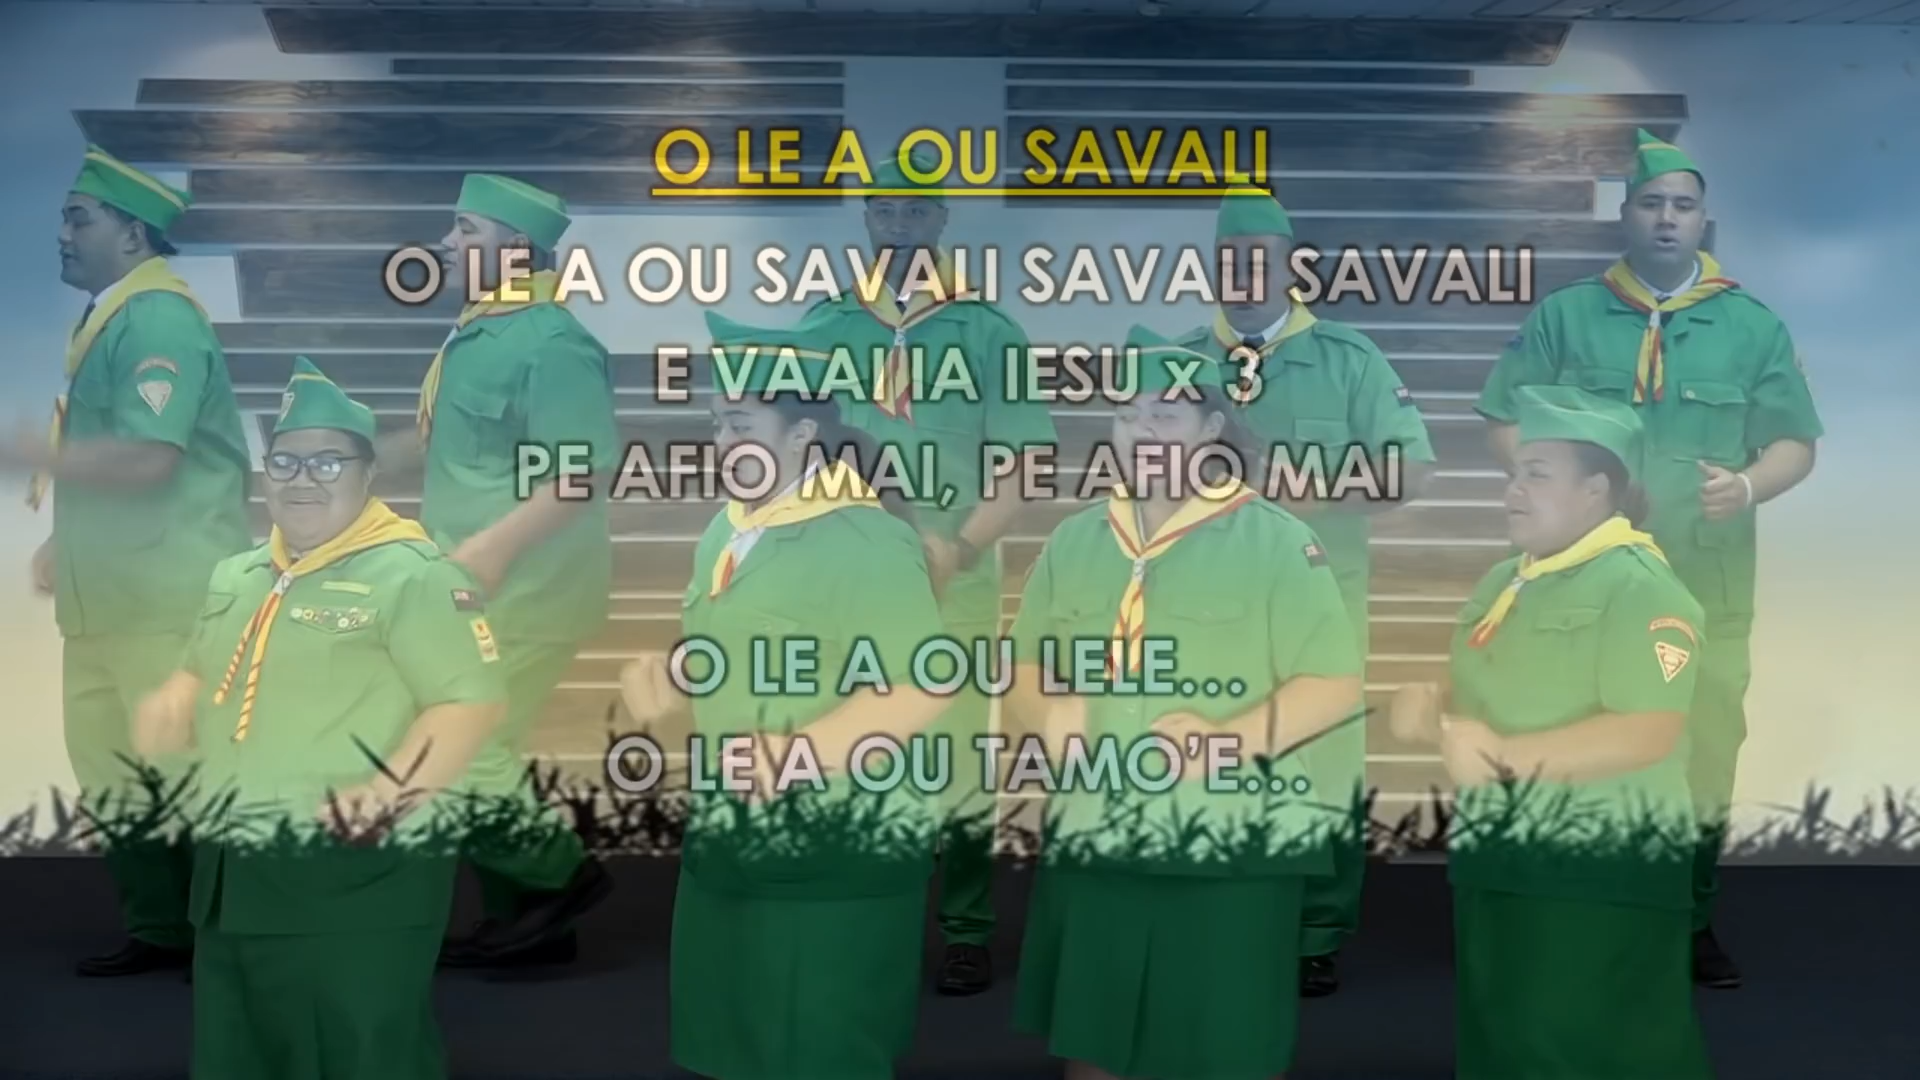 O LE A OU SAVALI
O LE A OU SAVALI SAVALI SAVALI
E VAAI IA IESU x 3
PE AFIO MAI, PE AFIO MAI
O LE A OU LELE...
O LE A OU TAMO’E...